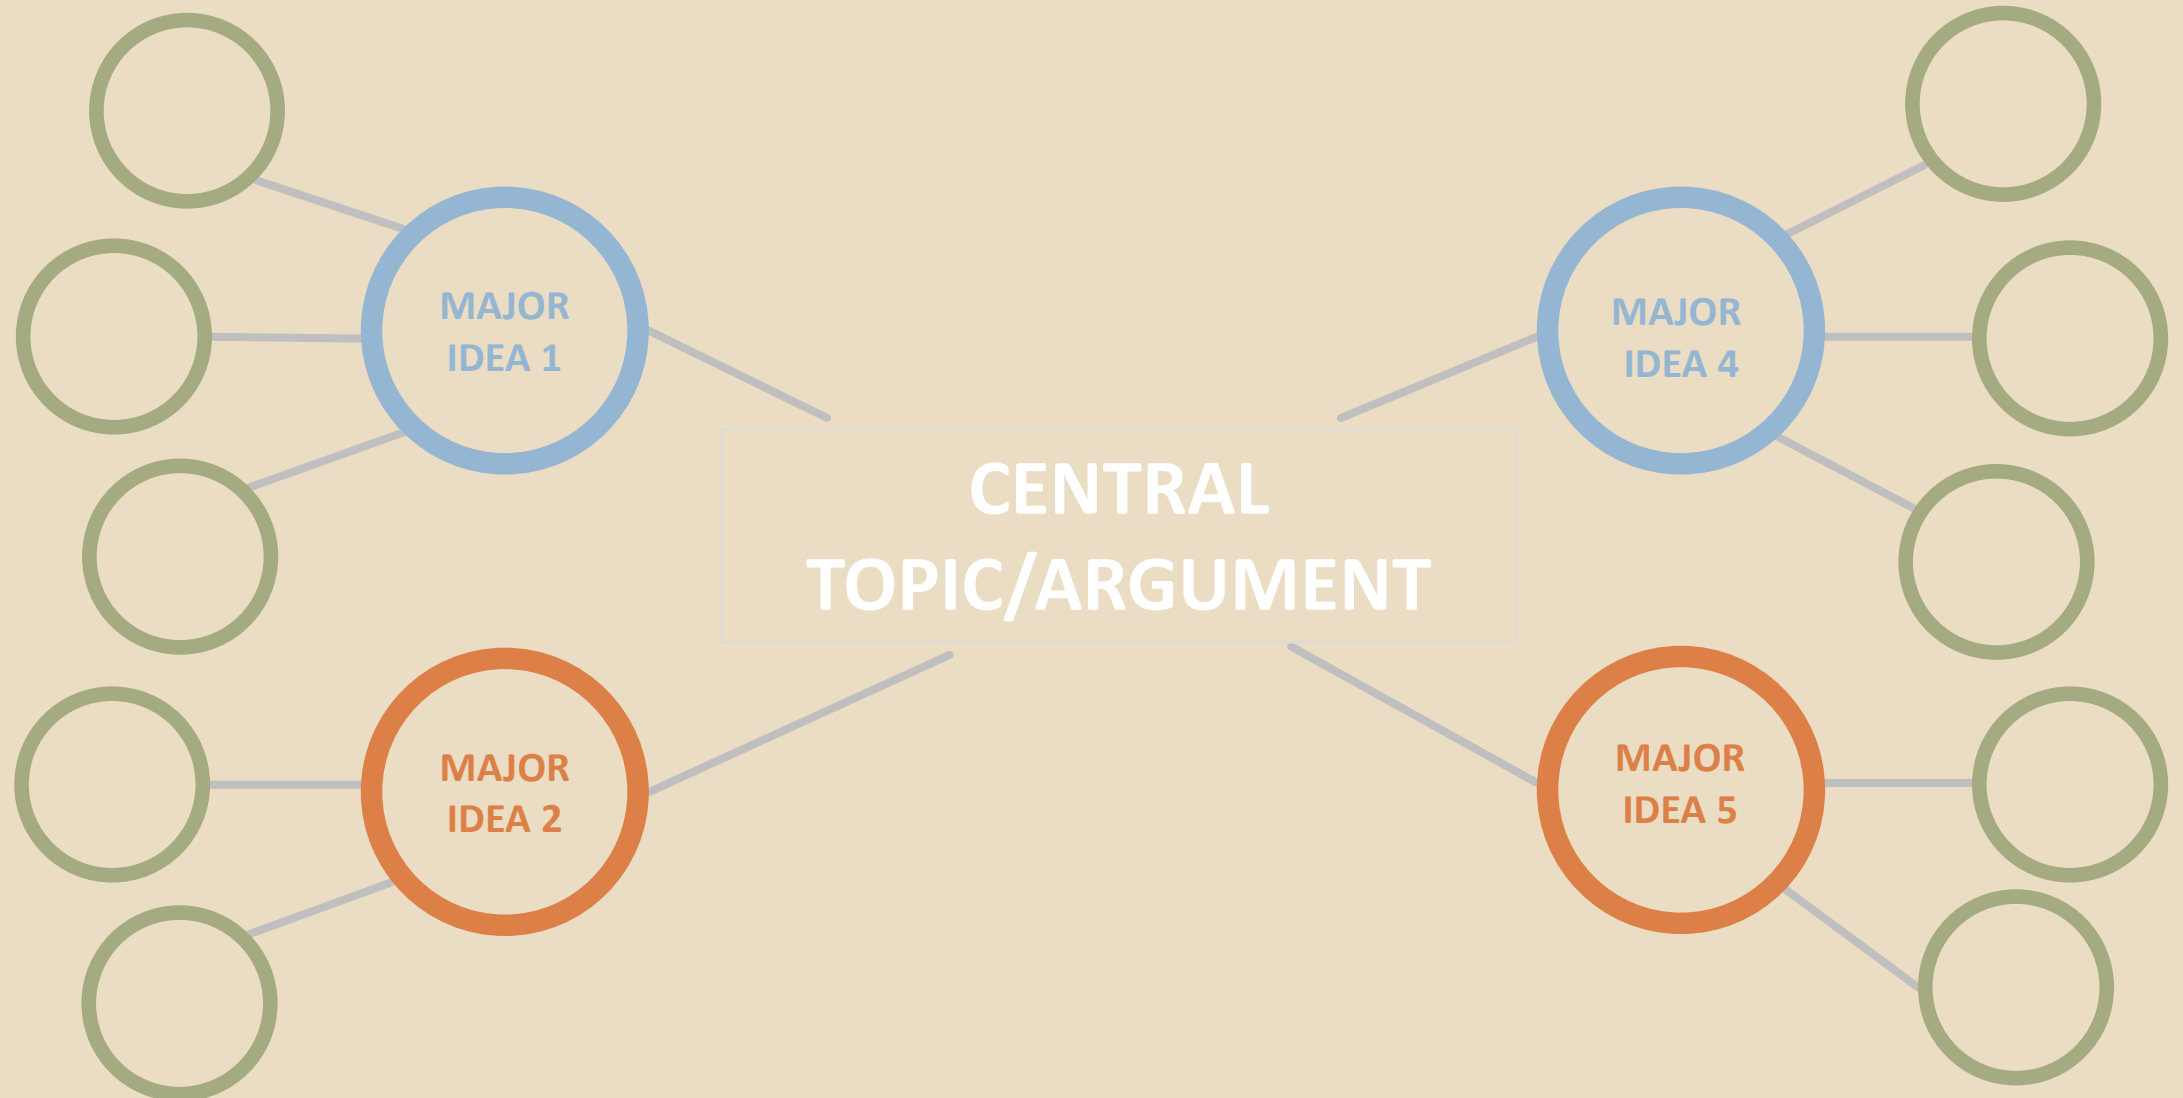 MAJOR
IDEA 1
MAJOR
IDEA 4
CENTRAL
TOPIC/ARGUMENT
MAJOR
IDEA 2
MAJOR
IDEA 5